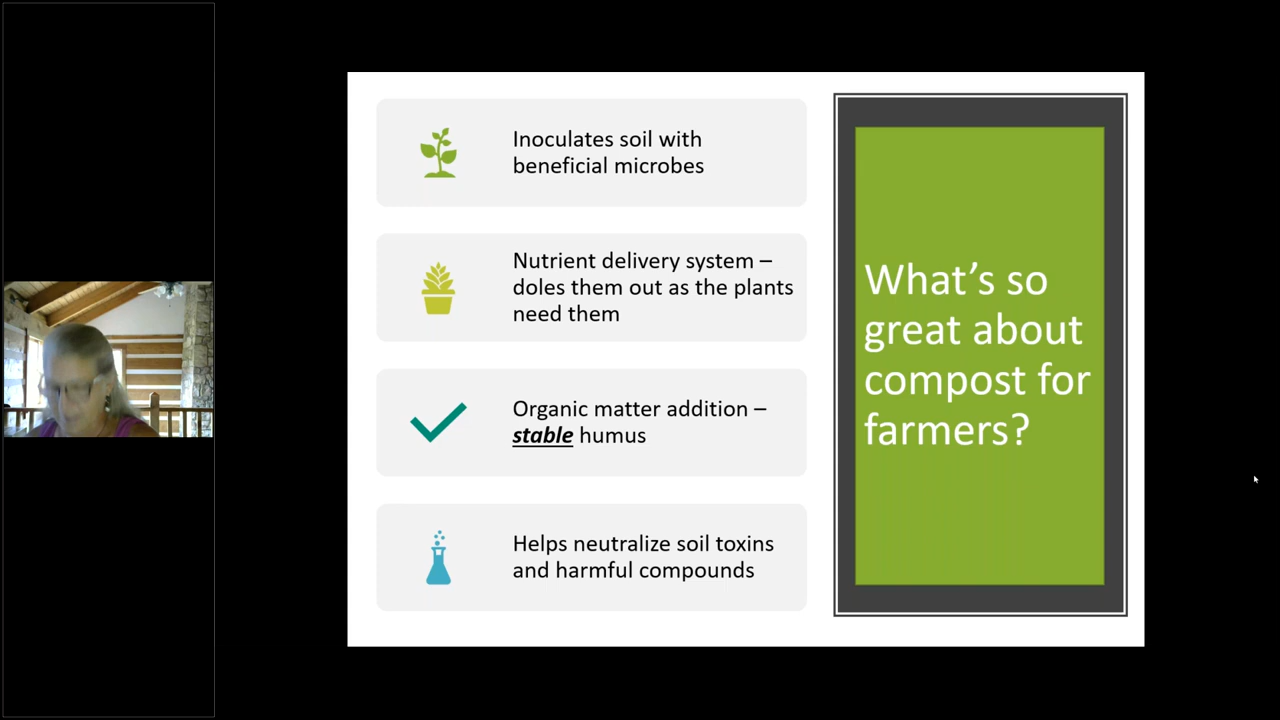 Inoculates soil with
beneficial microbes
Nutrient delivery system –
doles them out as the plants
need them
Organic matter addition –
stable humus
Helps neutralize soil toxins
and harmful compounds
What’s so
great about
compost for
farmers?